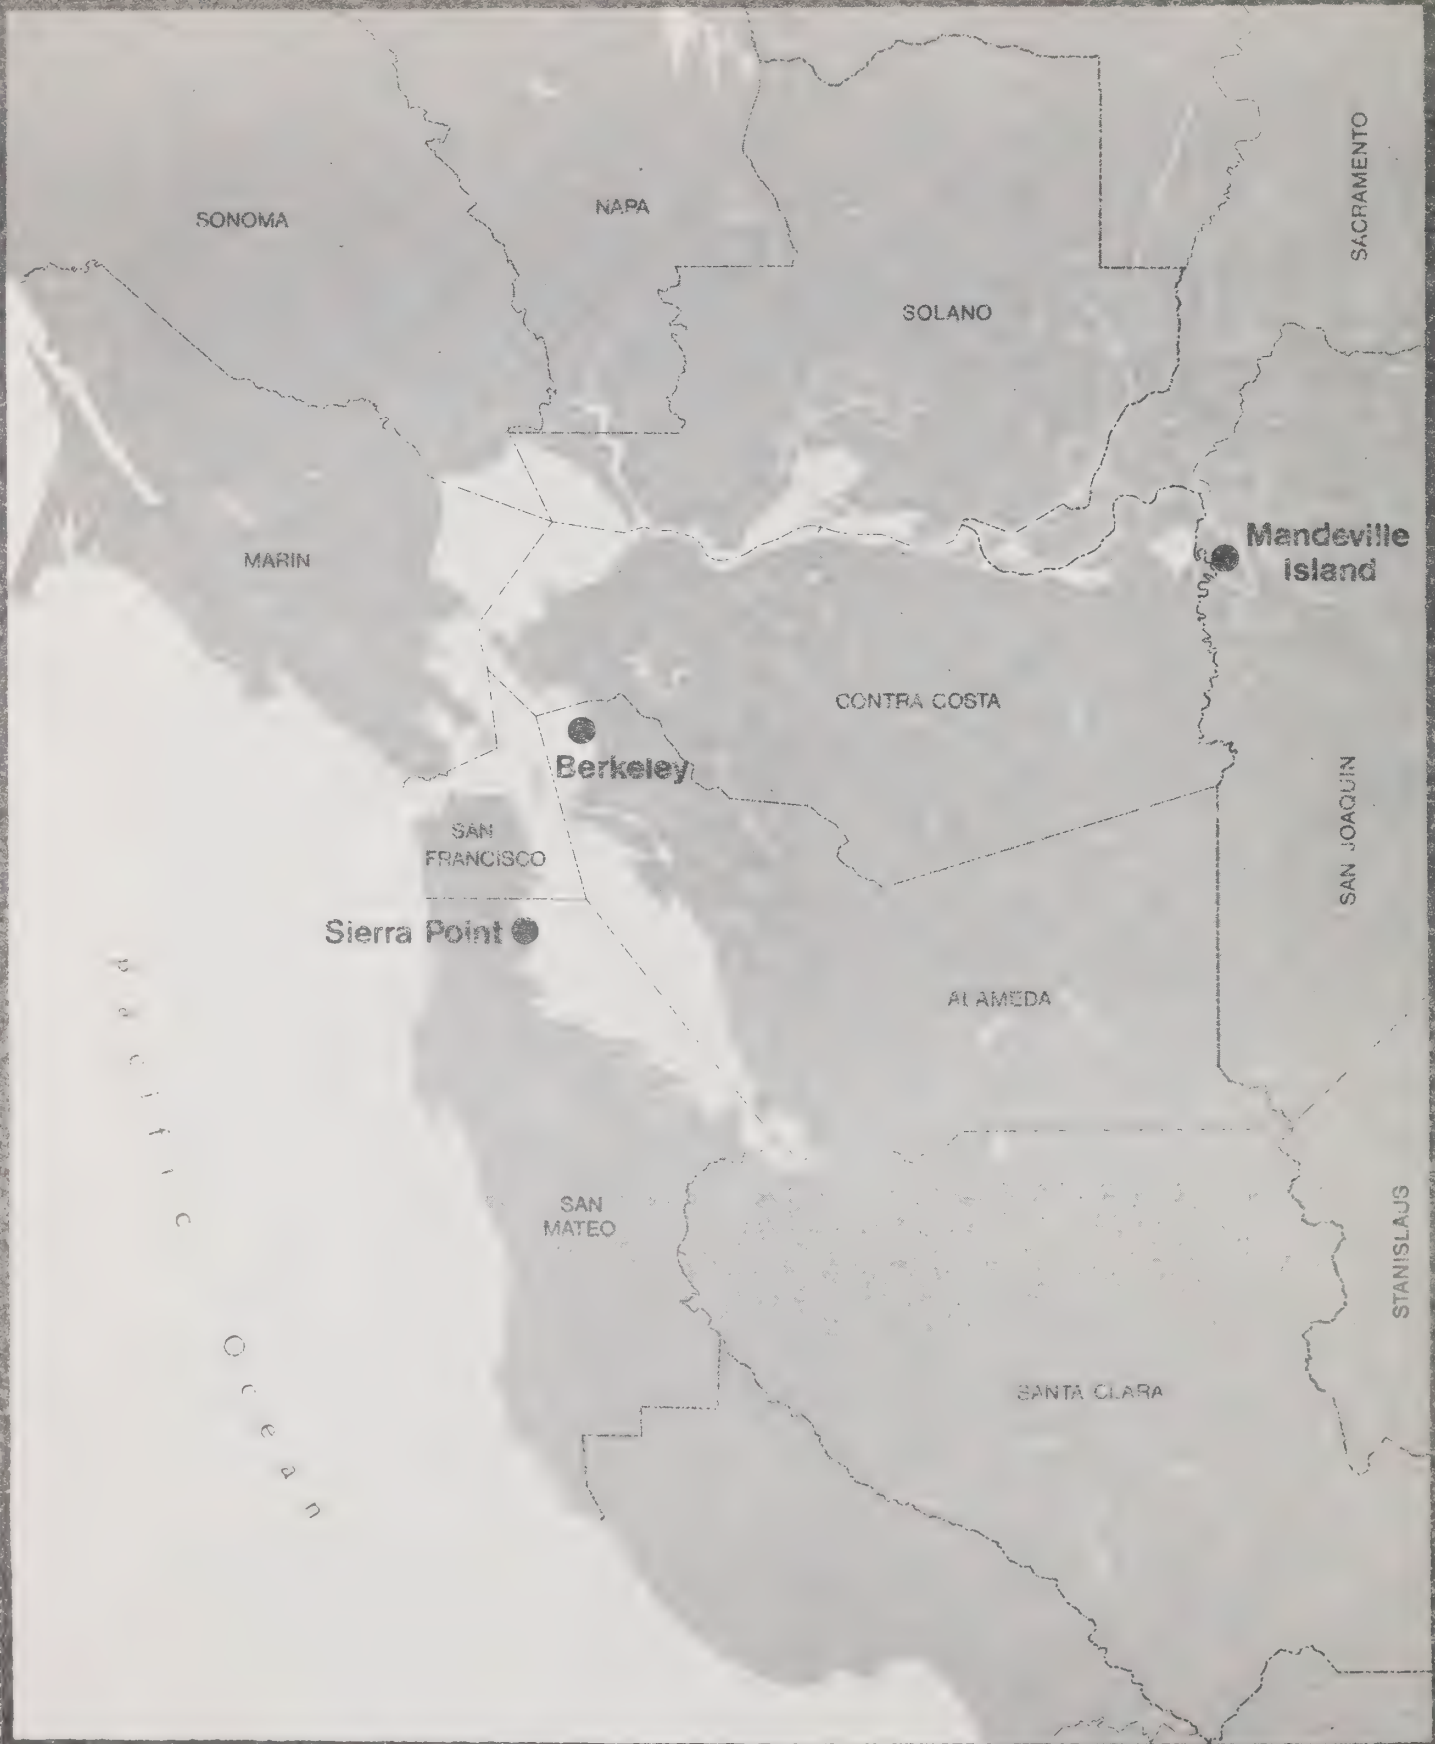 SACRAMENTO
NAPA
SONOMA
SOLANO
Mandeville
Island
MARIN
CONTRA COSTA
Berkeley
SAN JOAQUIN
SAN
FRANCISCO
Sierra Point
ALAMEDA
Pacific Ocean
SAN
MATEO
STANISLAUS
SANTA CLARA